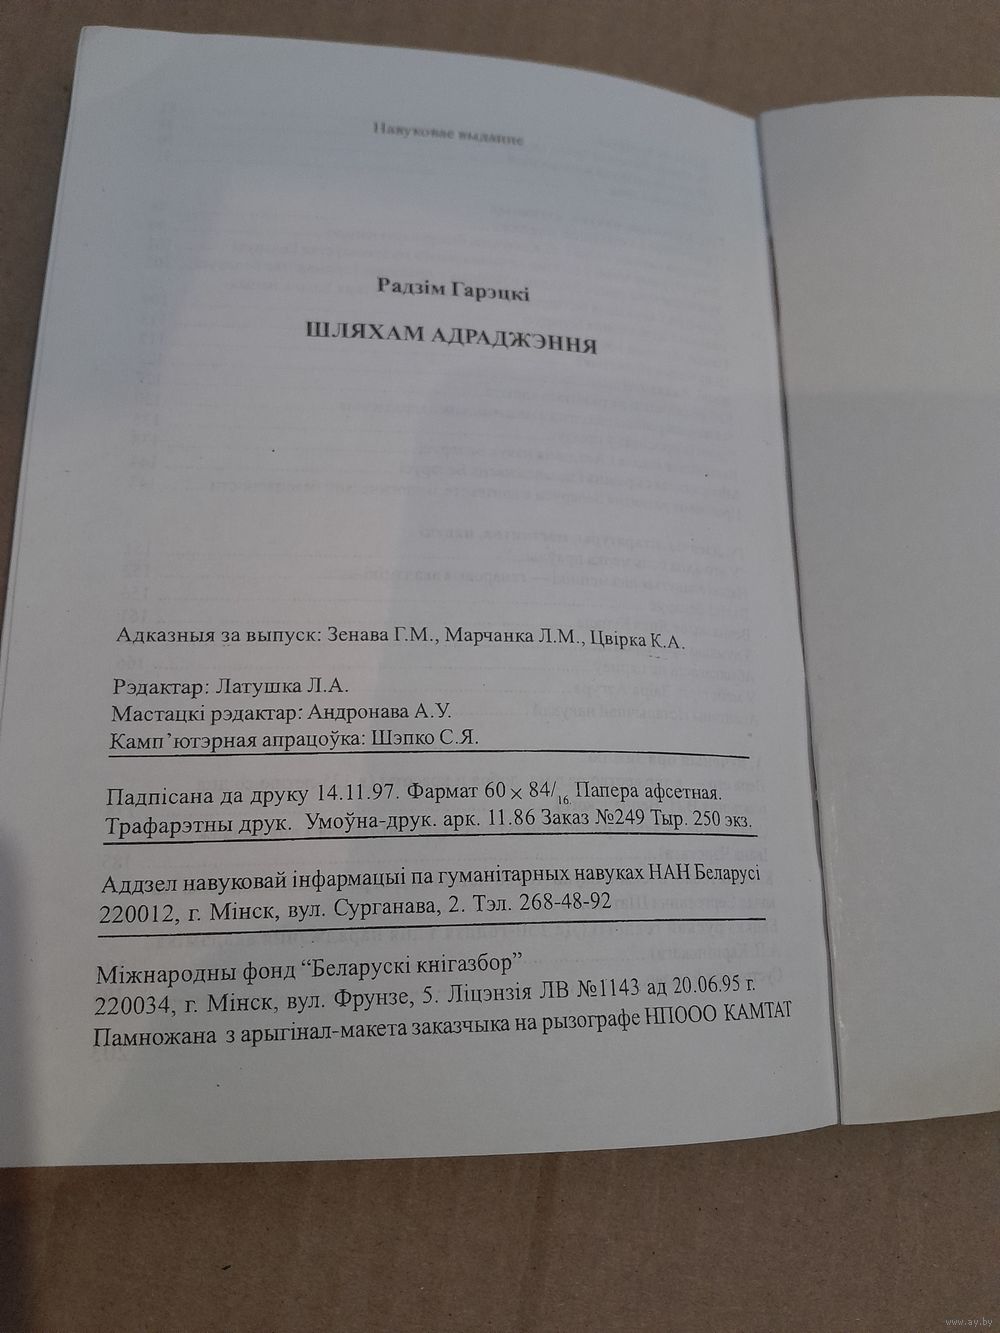 Навуковае выданне
Радзім Гарэцкі
ШЛЯХАМ АДРАДЖЭННЯ
Адказныя за выпуск: Зенава Г.М., Марчанка Л.М., Цвірка К.А.
Рэдактар: Латушка Л.А.
Мастацкі рэдактар: Андронава А.У.
Камп’ютэрная апрацоўка: Шэпко С.Я.
Падпісана да друку 14.11.97. Фармат 60 × 84/16. Папера афсетная.
Трафарэтны друк. Умоўна-друк. арк. 11.86 Заказ №249 Тыр. 250 экз.
Аддзел навуковай інфармацыі па гуманітарных навуках НАН Беларусі
220012, г. Мінск, вул. Сурганава, 2. Тэл. 268-48-92
Міжнародны фонд “Беларускі кнігазбор”
220034, г. Мінск, вул. Фрунзе, 5. Ліцэнзія ЛВ №1143 ад 20.06.95 г.
Памножана з арыгінал-макета заказчыка на рызографе НПООО КАМТАТ
www.ay.by